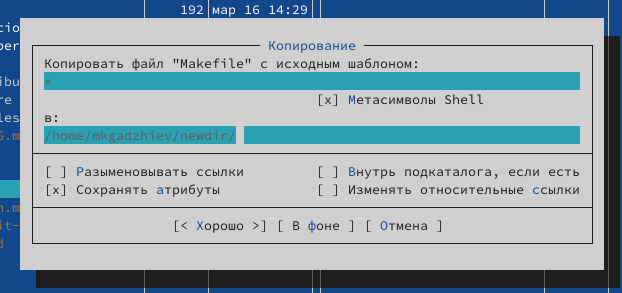 192 мар 16 14:29
Копирование
Копировать файл "Makefile" с исходным шаблоном:
*
[x] Метасимволы Shell
в:
/home/mkgadzhiev/newdir/
[ ] Разыменовывать ссылки [ ] Внутрь подкаталога, если есть
[x] Сохранять атрибуты [ ] Изменять относительные ссылки
[< Хорошо >] [ В фоне ] [ Отмена ]